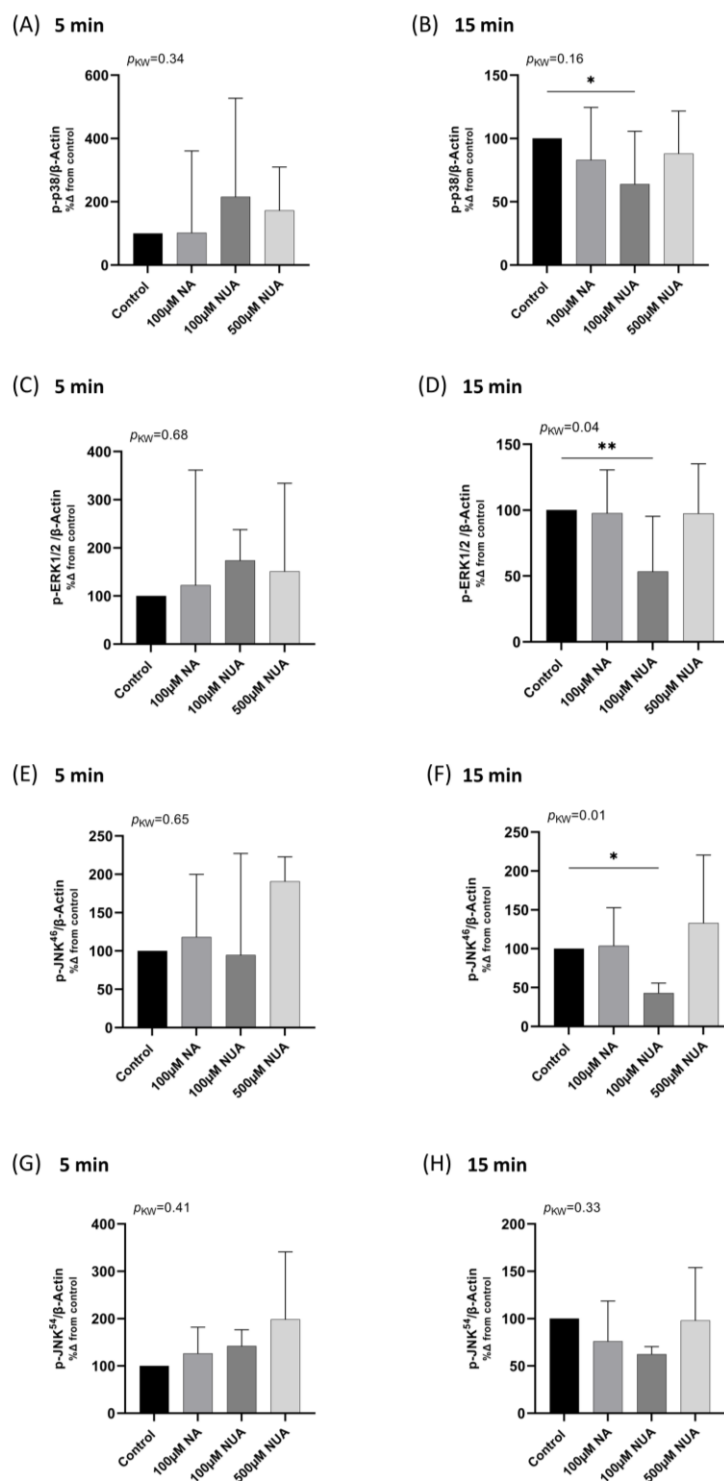 (A) 5 min
pKW=0.34
p-p38/β-Actin
%Δ from control
600
400
200
0
Control
100µM NA
100µM NUA
500µM NUA
(B) 15 min
pKW=0.16
*
p-p38/β-Actin
%Δ from control
150
100
50
0
Control
100µM NA
100µM NUA
500µM NUA
(C) 5 min
pKW=0.68
p-ERK1/2 /β-Actin
%Δ from control
400
300
200
100
0
Control
100µM NA
100µM NUA
500µM NUA
(D) 15 min
pKW=0.04
**
p-ERK1/2 /β-Actin
%Δ from control
150
100
50
0
Control
100µM NA
100µM NUA
500µM NUA
(E) 5 min
pKW=0.65
p-JNK46/β-Actin
%Δ from control
250
200
150
100
50
0
Control
100µM NA
100µM NUA
500µM NUA
(F) 15 min
pKW=0.01
*
p-JNK46/β-Actin
%Δ from control
250
200
150
100
50
0
Control
100µM NA
100µM NUA
500µM NUA
(G) 5 min
pKW=0.41
p-JNK54/β-Actin
%Δ from control
400
300
200
100
0
Control
100µM NA
100µM NUA
500µM NUA
(H) 15 min
pKW=0.33
p-JNK54/β-Actin
%Δ from control
200
150
100
50
0
Control
100µM NA
100µM NUA
500µM NUA